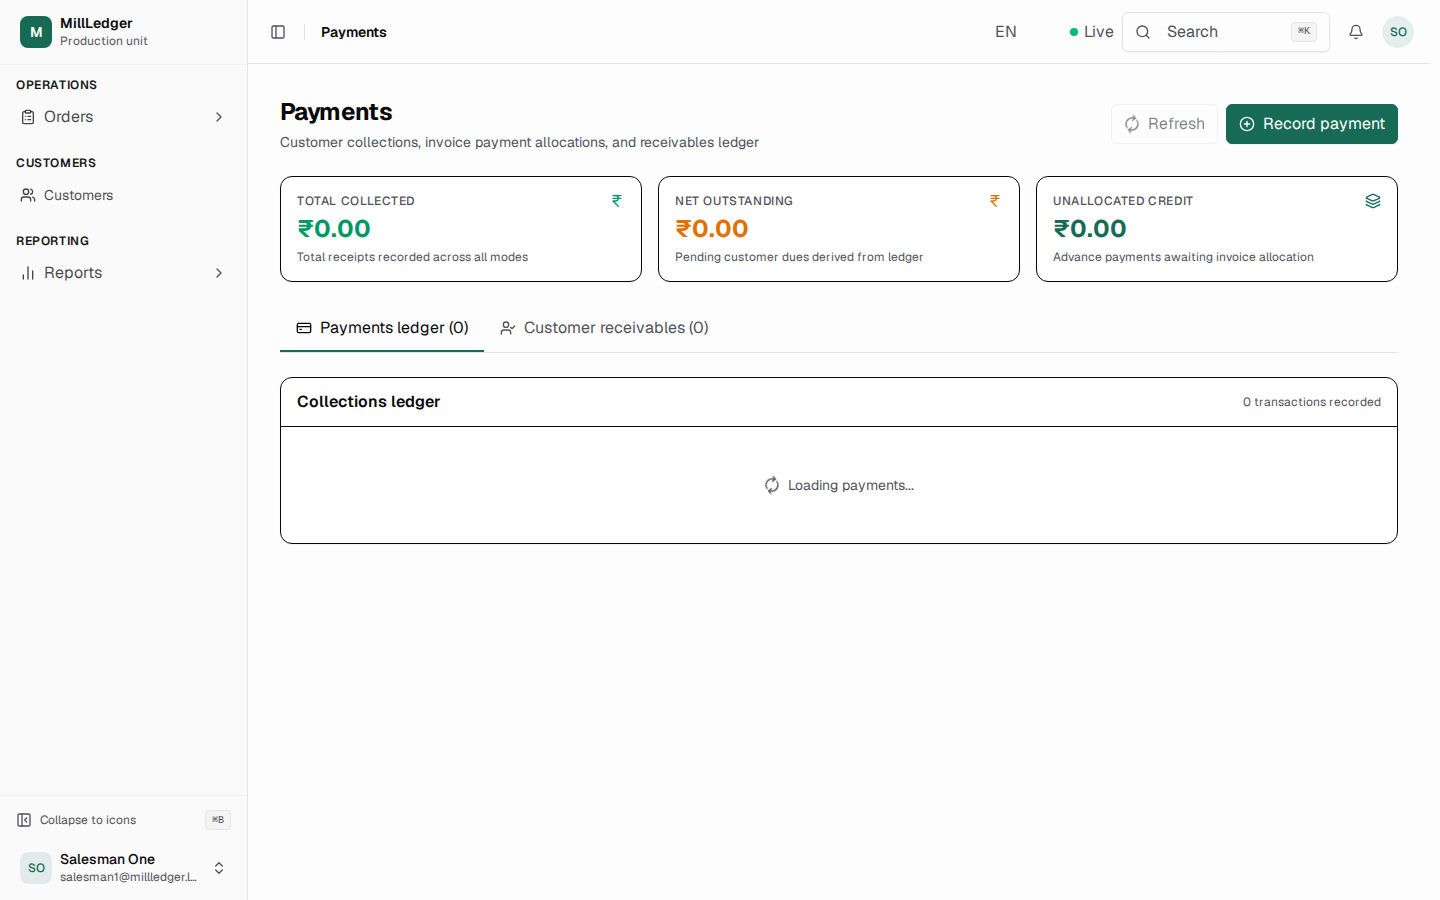 M
MillLedger
Production unit
OPERATIONS
Orders
CUSTOMERS
Customers
REPORTING
Reports
Collapse to icons
⌘B
SO
Salesman One
salesman1@millledger.l...
Payments
EN
Live
Search
⌘K
SO
Payments
Customer collections, invoice payment allocations, and receivables ledger
Refresh
Record payment
TOTAL COLLECTED
₹
₹0.00
Total receipts recorded across all modes
NET OUTSTANDING
₹
₹0.00
Pending customer dues derived from ledger
UNALLOCATED CREDIT
₹0.00
Advance payments awaiting invoice allocation
Payments ledger (0)
Customer receivables (0)
Collections ledger
0 transactions recorded
Loading payments...